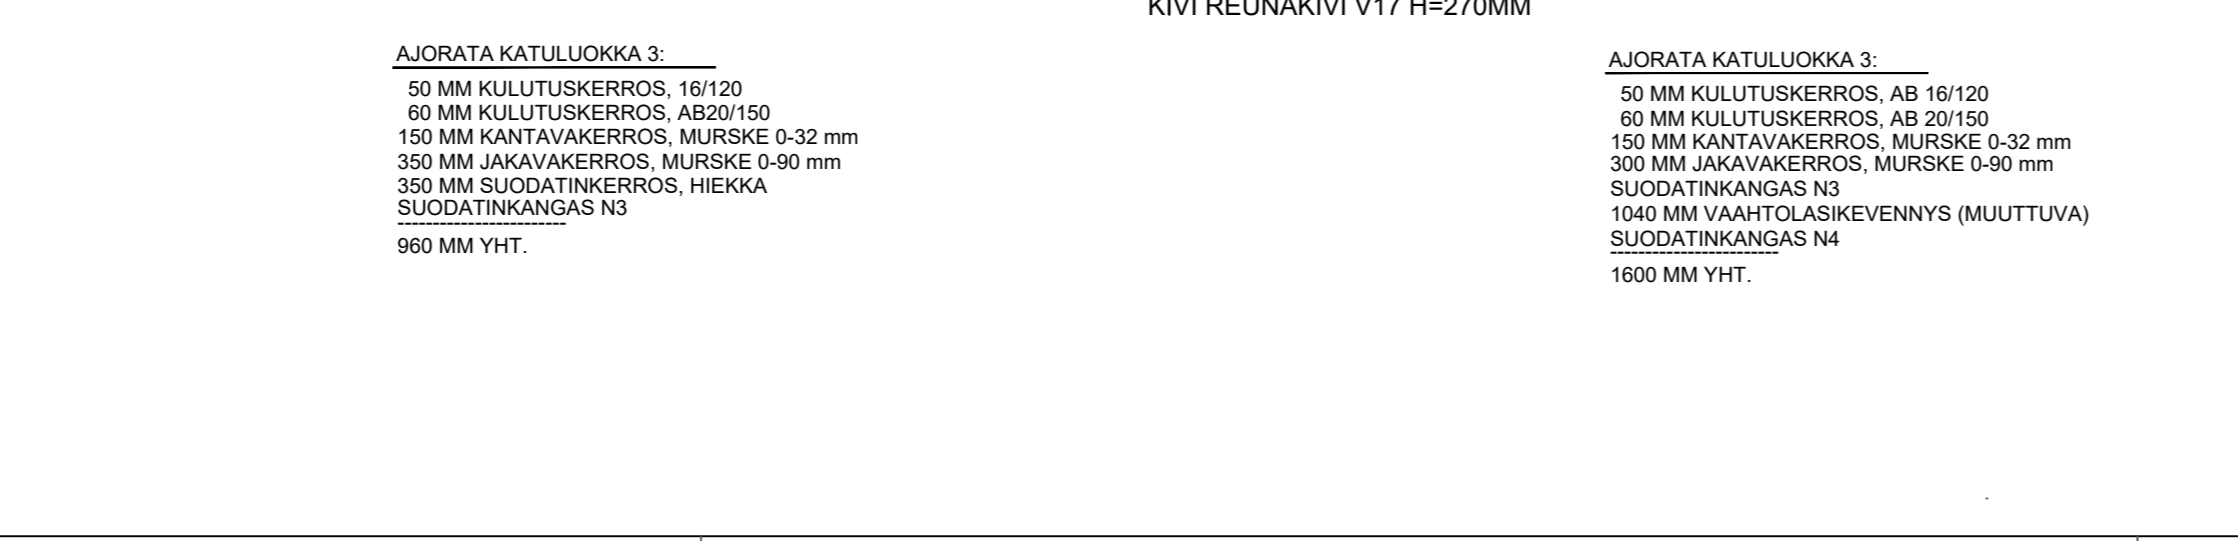 KIVI REUNAKIVI V17 H=270MM
AJORATA KATULUOKKA 3:
50 MM KULUTUSKERROS, 16/120
60 MM KULUTUSKERROS, AB20/150
150 MM KANTAVAKERROS, MURSKE 0-32 mm
350 MM JAKAVAKERROS, MURSKE 0-90 mm
350 MM SUODATINKERROS, HIEKKA
SUODATINKANGAS N3
------------------------
960 MM YHT.
AJORATA KATULUOKKA 3:
50 MM KULUTUSKERROS, AB 16/120
60 MM KULUTUSKERROS, AB 20/150
150 MM KANTAVAKERROS, MURSKE 0-32 mm
300 MM JAKAVAKERROS, MURSKE 0-90 mm
SUODATINKANGAS N3
1040 MM VAAHTOLASIKEVENNYS (MUUTTUVA)
SUODATINKANGAS N4
------------------------
1600 MM YHT.